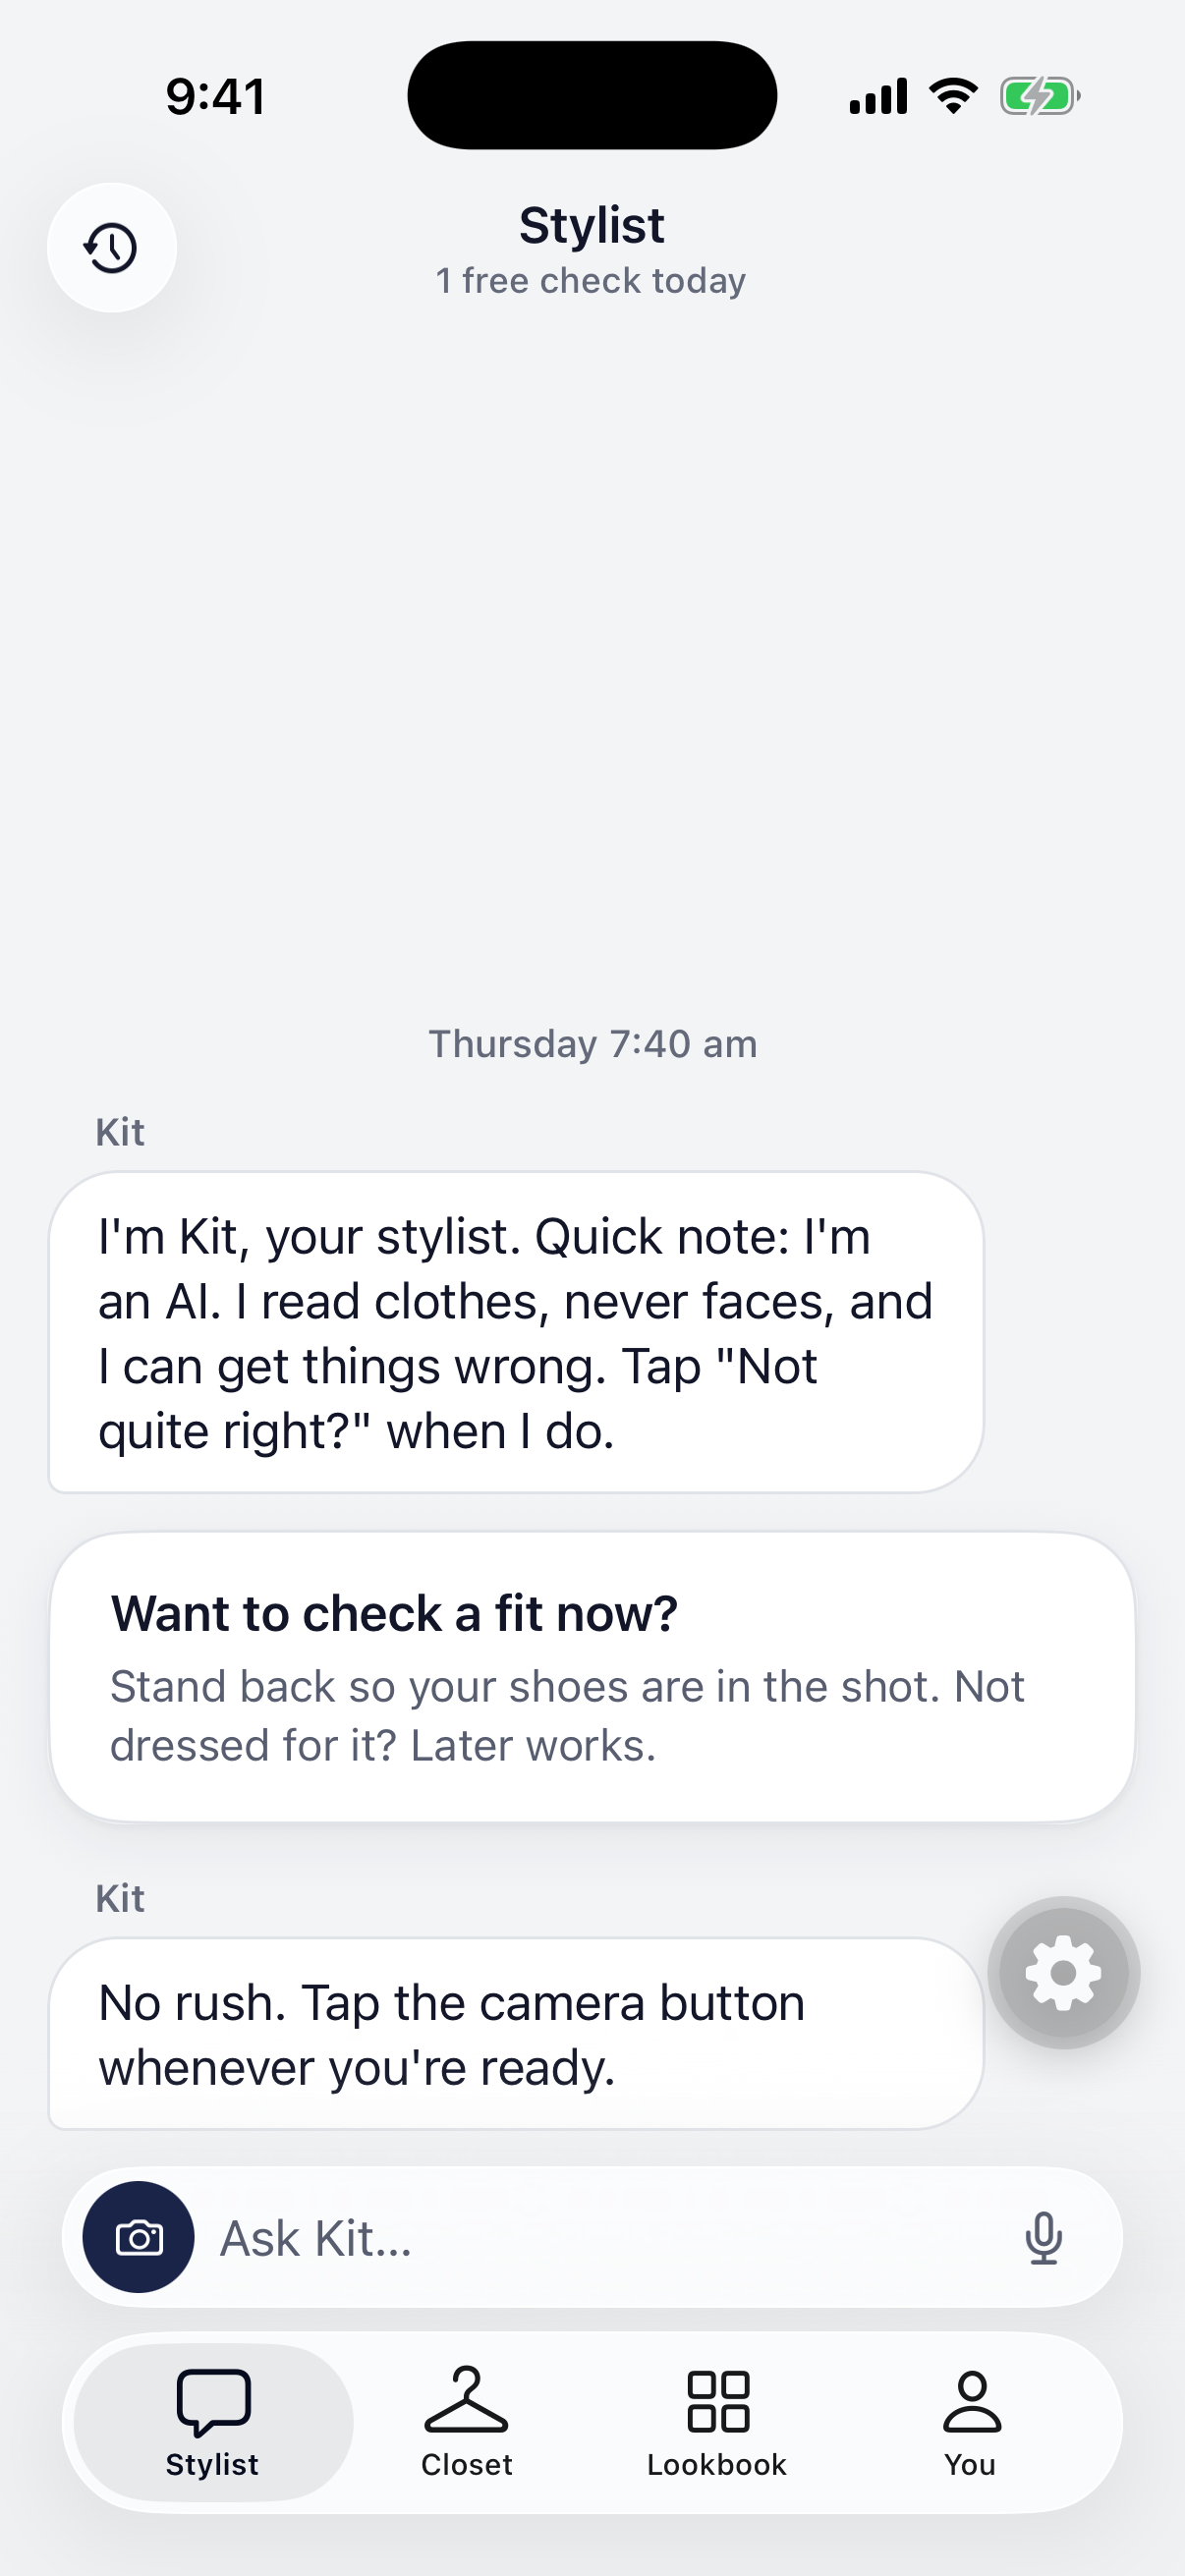 9:41
Stylist
1 free check today
Thursday 7:40 am
Kit
I'm Kit, your stylist. Quick note: I'm
an AI. I read clothes, never faces, and
I can get things wrong. Tap "Not
quite right?" when I do.
Want to check a fit now?
Stand back so your shoes are in the shot. Not
dressed for it? Later works.
Kit
No rush. Tap the camera button
whenever you're ready.
Ask Kit...
Stylist
Closet
Lookbook
You